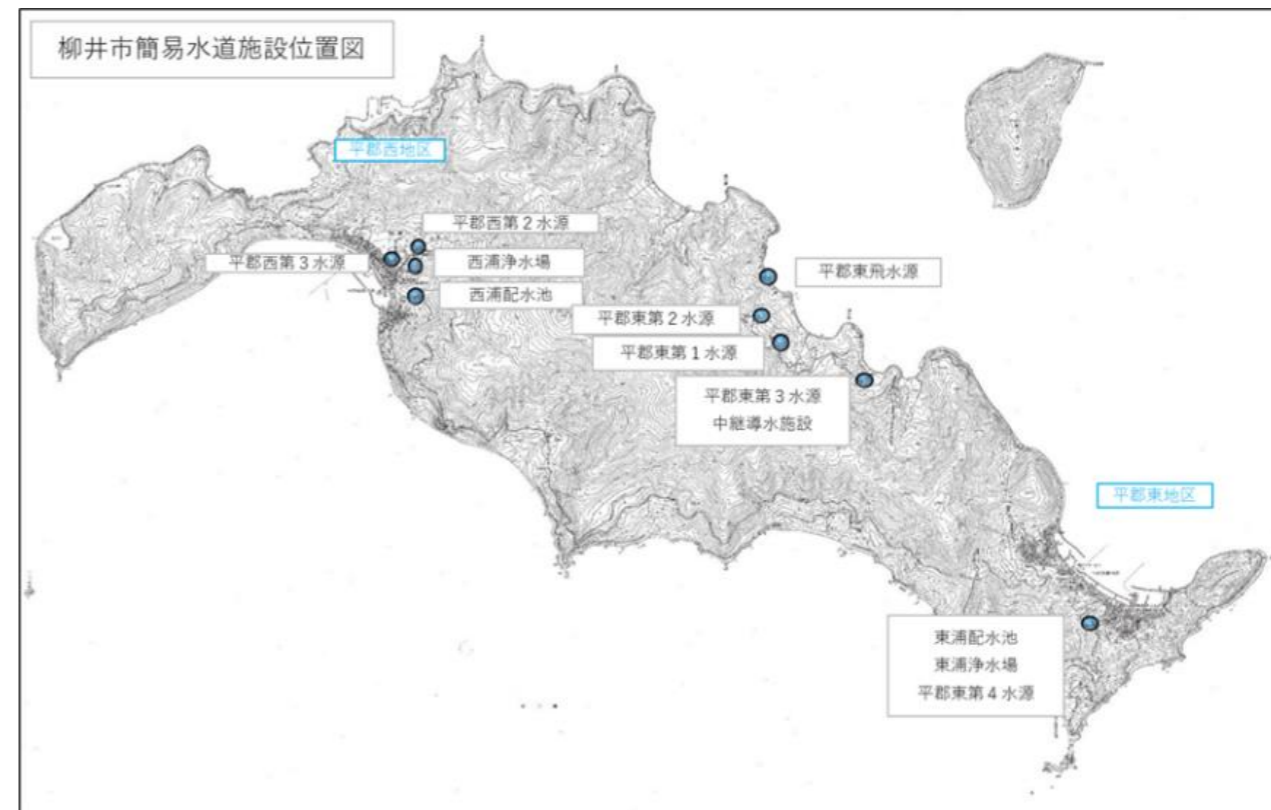 柳井市簡易水道施設位置図
平郡西地区
平郡西第2水源
平郡西第3水源
西浦浄水場
西浦配水池
平郡東飛水源
平郡東第2水源
平郡東第1水源
平郡東第3水源
中継導水施設
平郡東地区
東浦配水池
東浦浄水場
平郡東第4水源